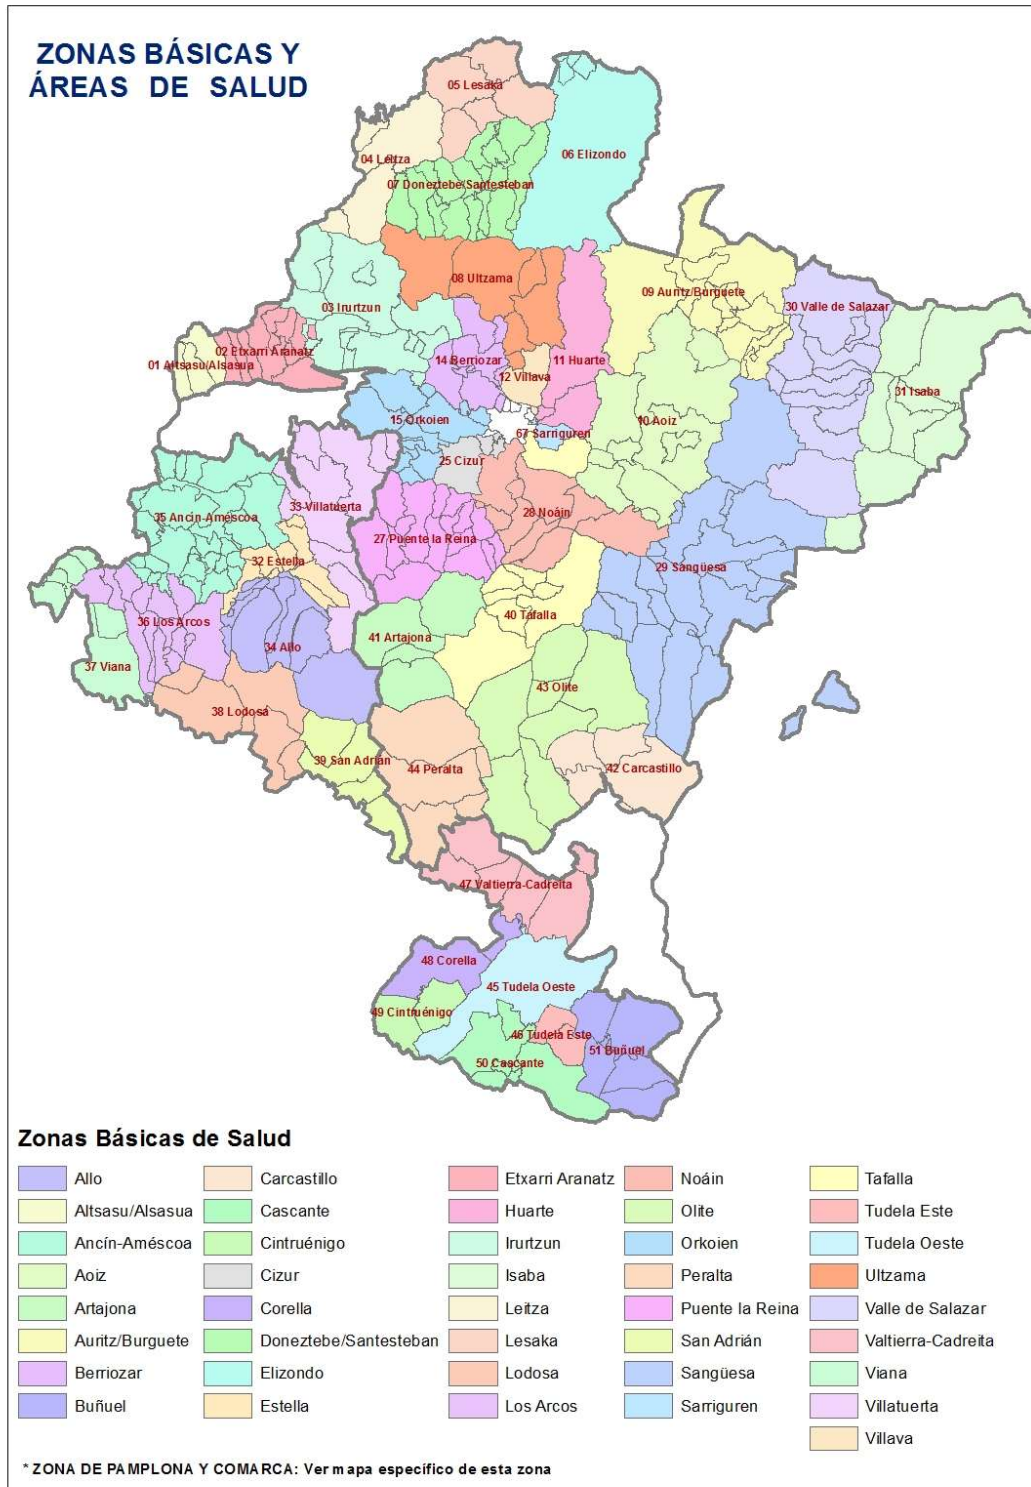 ZONAS BÁSICAS Y
ÁREAS DE SALUD
05 Lesaka
06 Elizondo
04 Leitza
07 Doneztebe/Santesteban
08 Ultzama
09 Auritz/Burguete
03 Irurtzun
30 Valle de Salazar
02 Etxarri Aranatz
01 Altsasu/Alsasua
14 Berriozar
11 Huarte
12 Villava
31 Isaba
15 Orkoien
10 Aoiz
67 Sarriguren
25 Cizur
33 Villatuerta
28 Noáin
35 Ancín-Améscoa
27 Puente la Reina
32 Estella
29 Sangüesa
36 Los Arcos
40 Tafalla
41 Artajona
34 Allo
37 Viana
43 Olite
38 Lodosa
39 San Adrián
44 Peralta
42 Carcastillo
47 Valtierra-Cadreita
48 Corella
45 Tudela Oeste
49 Cintruénigo
46 Tudela Este
51 Buñuel
50 Cascante
Zonas Básicas de Salud
Allo
Altsasu/Alsasua
Ancín-Améscoa
Aoiz
Artajona
Auritz/Burguete
Berriozar
Buñuel
Carcastillo
Cascante
Cintruénigo
Cizur
Corella
Doneztebe/Santesteban
Elizondo
Estella
Etxarri Aranatz
Huarte
Irurtzun
Isaba
Leitza
Lesaka
Lodosa
Los Arcos
Noáin
Olite
Orkoien
Peralta
Puente la Reina
San Adrián
Sangüesa
Sarriguren
Tafalla
Tudela Este
Tudela Oeste
Ultzama
Valle de Salazar
Valtierra-Cadreita
Viana
Villatuerta
Villava
* ZONA DE PAMPLONA Y COMARCA: Ver mapa específico de esta zona